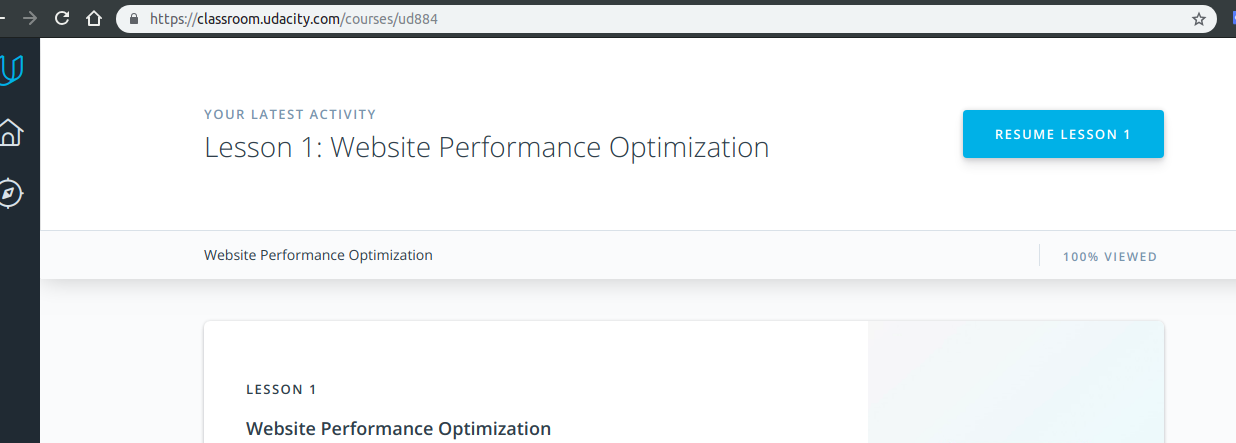 https://classroom.udacity.com/courses/ud884
YOUR LATEST ACTIVITY
Lesson 1: Website Performance Optimization
RESUME LESSON 1
Website Performance Optimization
100% VIEWED
LESSON 1
Website Performance Optimization